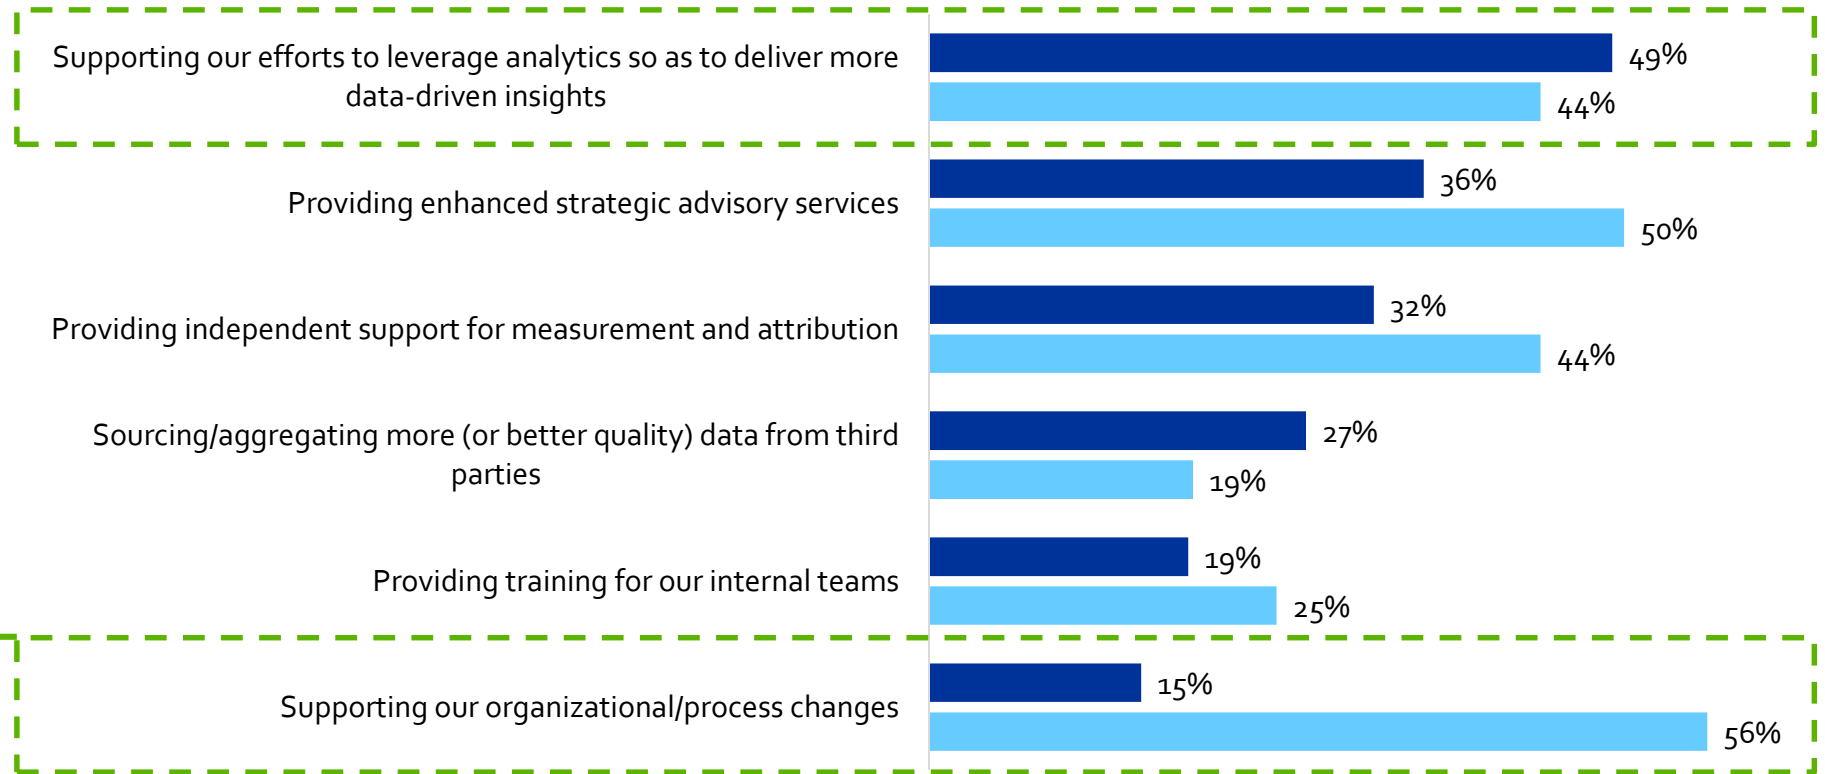 Supporting our efforts to leverage analytics so as to deliver more
data-driven insights
49%
44%
Providing enhanced strategic advisory services
36%
50%
Providing independent support for measurement and attribution
32%
44%
Sourcing/aggregating more (or better quality) data from third
parties
27%
19%
Providing training for our internal teams
19%
25%
Supporting our organizational/process changes
15%
56%